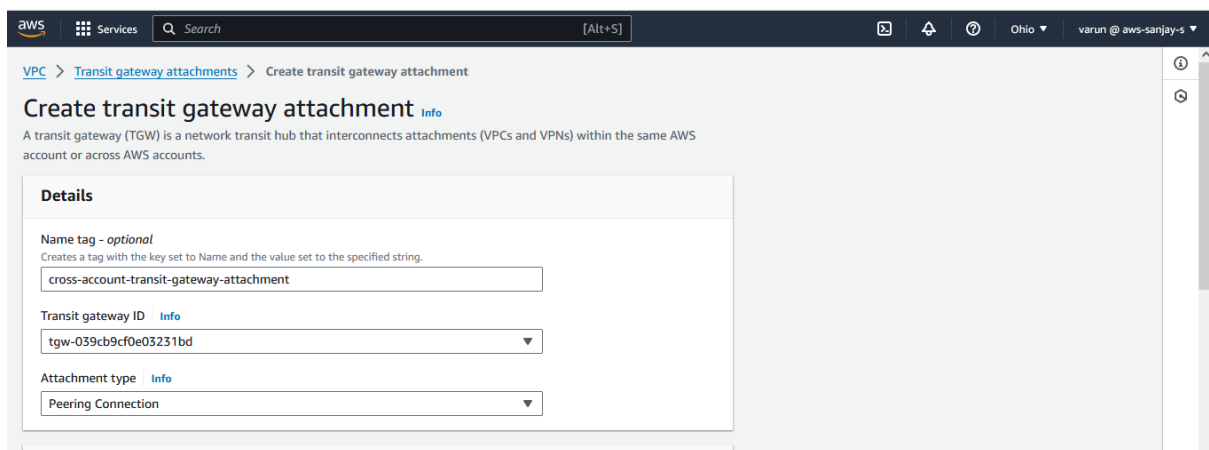 aws Services Search [Alt+S] Ohio varun @ aws-sanjay-s
VPC > Transit gateway attachments > Create transit gateway attachment
Create transit gateway attachment Info
A transit gateway (TGW) is a network transit hub that interconnects attachments (VPCs and VPNs) within the same AWS
account or across AWS accounts.
Details
Name tag - optional
Creates a tag with the key set to Name and the value set to the specified string.
cross-account-transit-gateway-attachment
Transit gateway ID Info
tgw-039cb9cf0e03231bd
Attachment type Info
Peering Connection